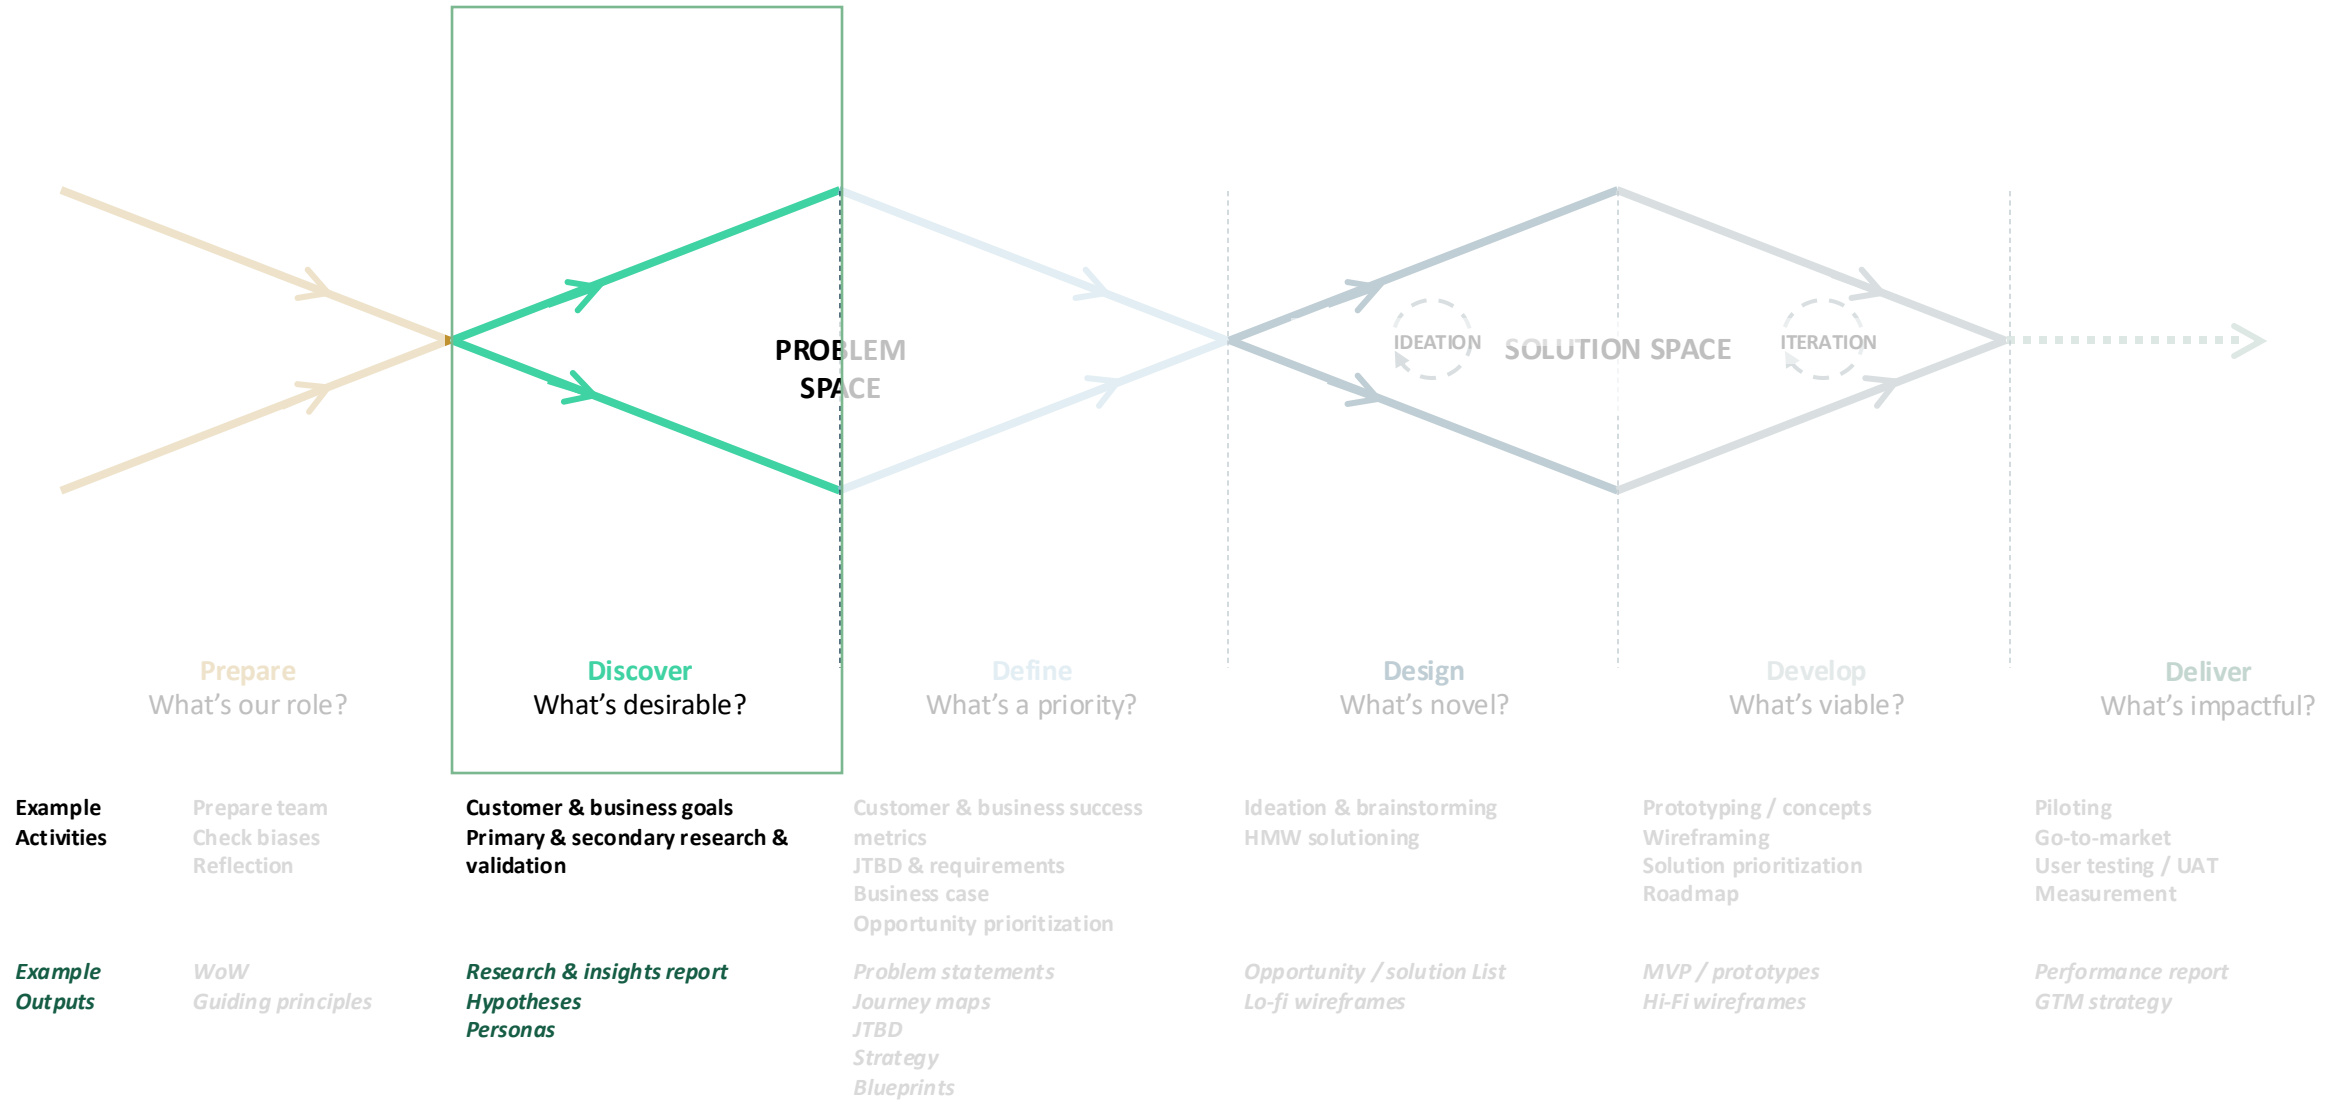 PROBLEM
SPACE
IDEATION
SOLUTION SPACE
ITERATION
Prepare
What's our role?
Discover
What's desirable?
Define
What's a priority?
Design
What's novel?
Develop
What's viable?
Deliver
What's impactful?
Example
Activities
Prepare team
Check biases
Reflection
Customer & business goals
Primary & secondary research &
validation
Customer & business success
metrics
JTBD & requirements
Business case
Opportunity prioritization
Ideation & brainstorming
HMW solutioning
Prototyping / concepts
Wireframing
Solution prioritization
Roadmap
Piloting
Go-to-market
User testing / UAT
Measurement
Example
Outputs
WoW
Guiding principles
Research & insights report
Hypotheses
Personas
Problem statements
Journey maps
JTBD
Strategy
Blueprints
Opportunity / solution List
Lo-fi wireframes
MVP / prototypes
Hi-Fi wireframes
Performance report
GTM strategy